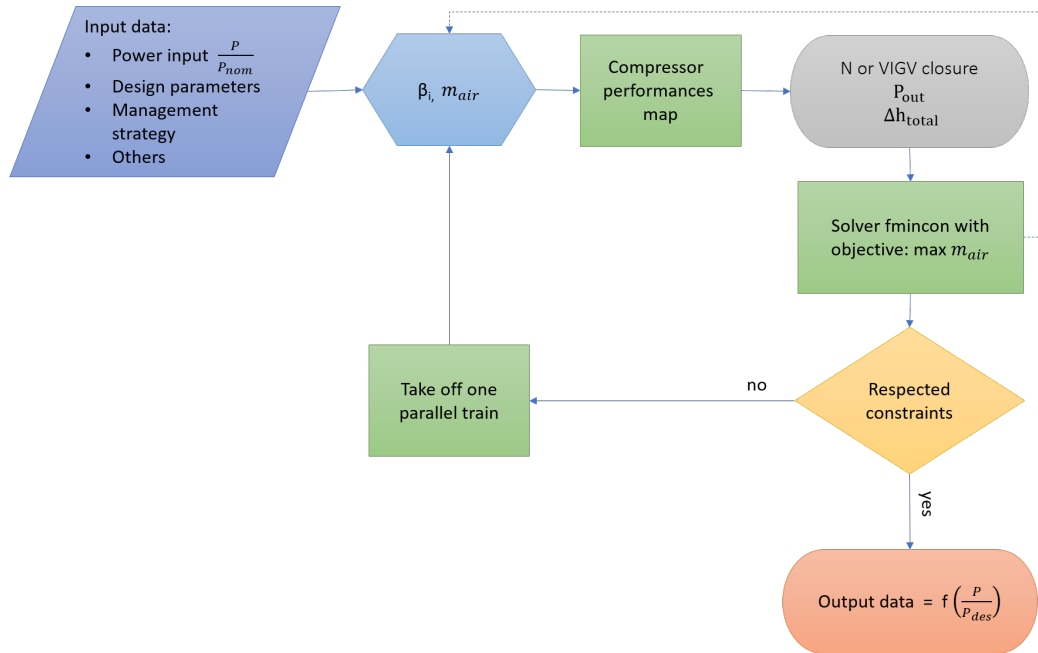 Input data:
• Power input P/P_nom
• Design parameters
• Management
strategy
• Others
β_i, m_air
Compressor
performances
map
N or VIGV closure
P_out
Δh_total
Solver fmincon with
objective: max m_air
Respected
constraints
no
Take off one
parallel train
yes
Output data = f (P/P_des)